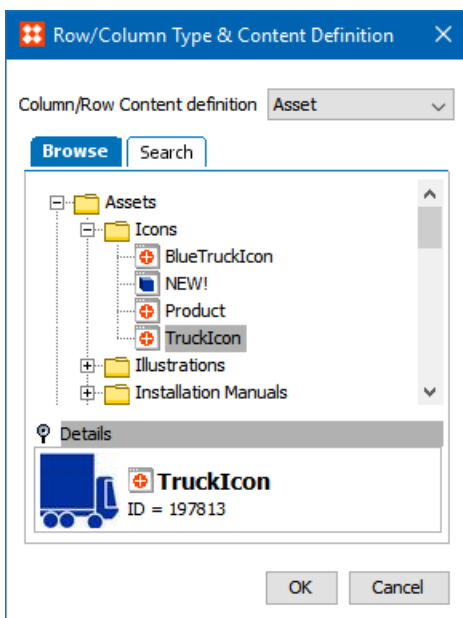 Row/Column Type & Content Definition
Column/Row Content definition Asset
Browse Search
Assets
Icons
BlueTruckIcon
NEW!
Product
TruckIcon
Illustrations
Installation Manuals
Details
TruckIcon
ID = 197813
OK Cancel